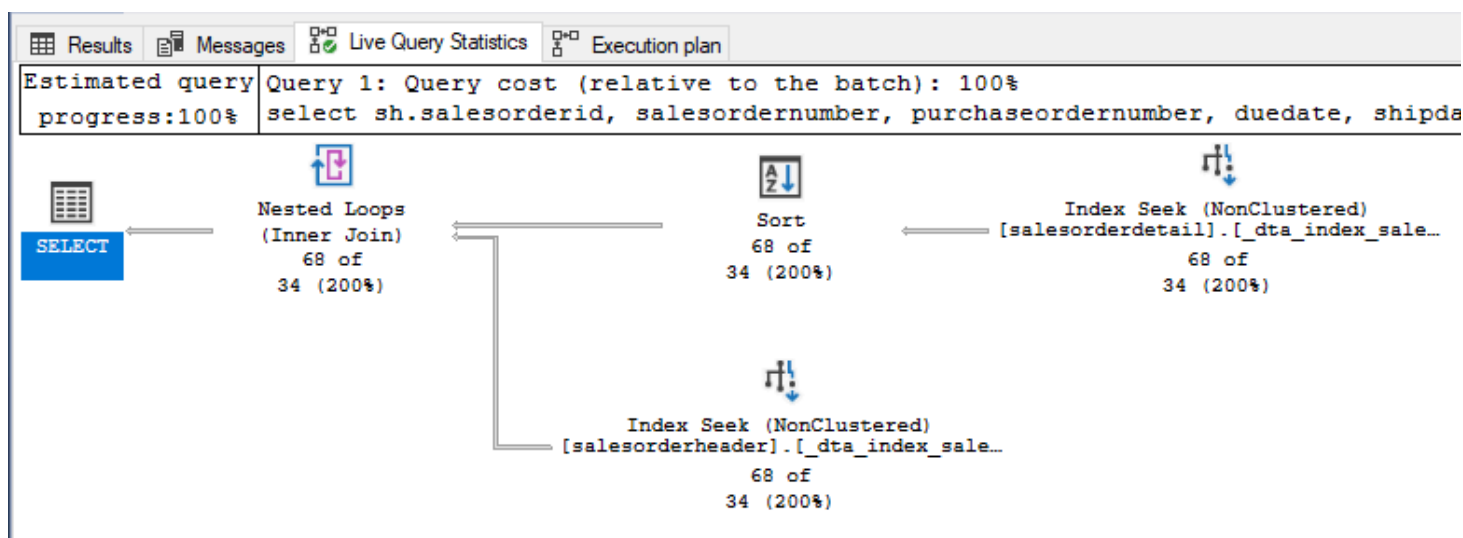 Results Messages Live Query Statistics Execution plan
Estimated query
progress:100%
Query 1: Query cost (relative to the batch): 100%
select sh.salesorderid, salesordernumber, purchaseordernumber, duedate, shipda
SELECT
Nested Loops
(Inner Join)
68 of
34 (200%)
Sort
68 of
34 (200%)
Index Seek (NonClustered)
[salesorderdetail].[_dta_index_sale…
68 of
34 (200%)
Index Seek (NonClustered)
[salesorderheader].[_dta_index_sale…
68 of
34 (200%)